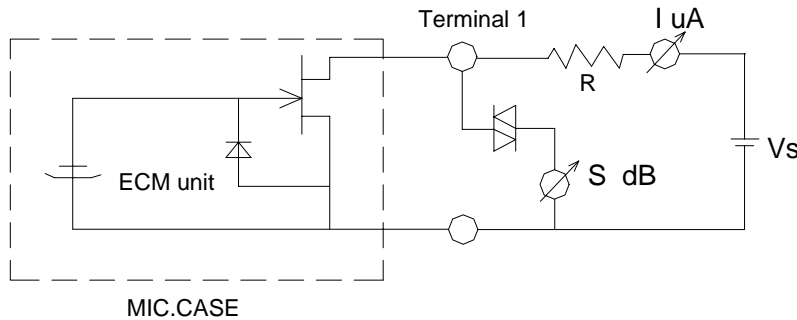 Terminal 1
I uA
R
Vs
ECM unit
S dB
MIC.CASE